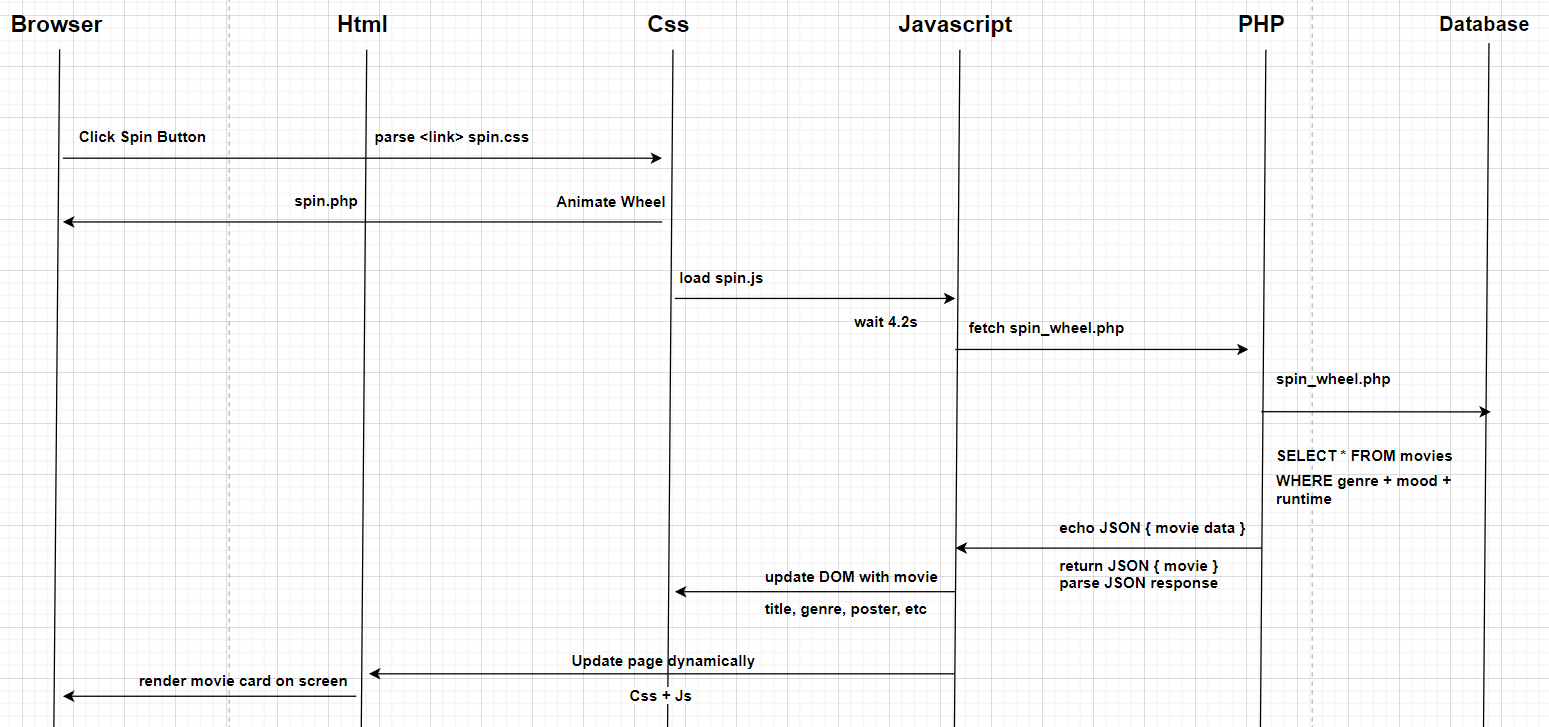 Browser
Html
Css
Javascript
PHP
Database
Click Spin Button
parse <link> spin.css
spin.php
Animate Wheel
load spin.js
wait 4.2s
fetch spin_wheel.php
spin_wheel.php
SELECT * FROM movies
WHERE genre + mood +
runtime
echo JSON { movie data }
return JSON { movie }
parse JSON response
update DOM with movie
title, genre, poster, etc
Update page dynamically
render movie card on screen
Css + Js